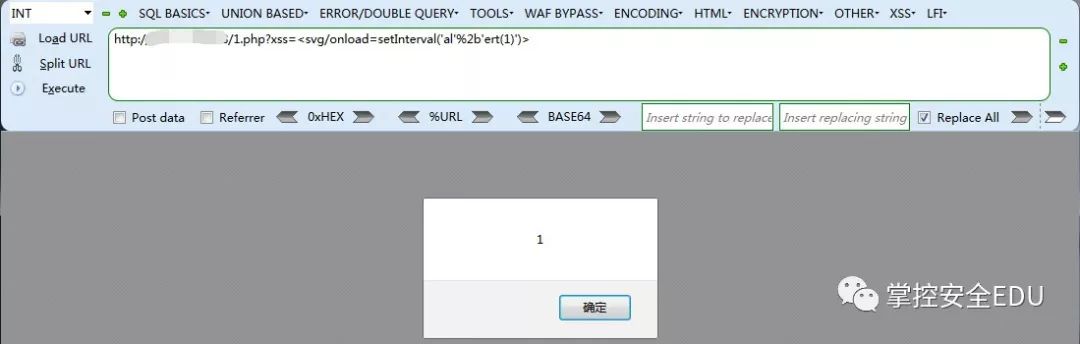 INT SQL BASICS UNION BASED ERROR/DOUBLE QUERY TOOLS WAF BYPASS ENCODING HTML ENCRYPTION OTHER XSS LFI
Load URL
http:// /1.php?xss=<svg/onload=setInterval('al'%2b'ert(1)')>
Split URL
Execute
Post data Referrer 0xHEX %URL BASE64 Insert string to replace Insert replacing string Replace All
1
确定
掌控安全EDU